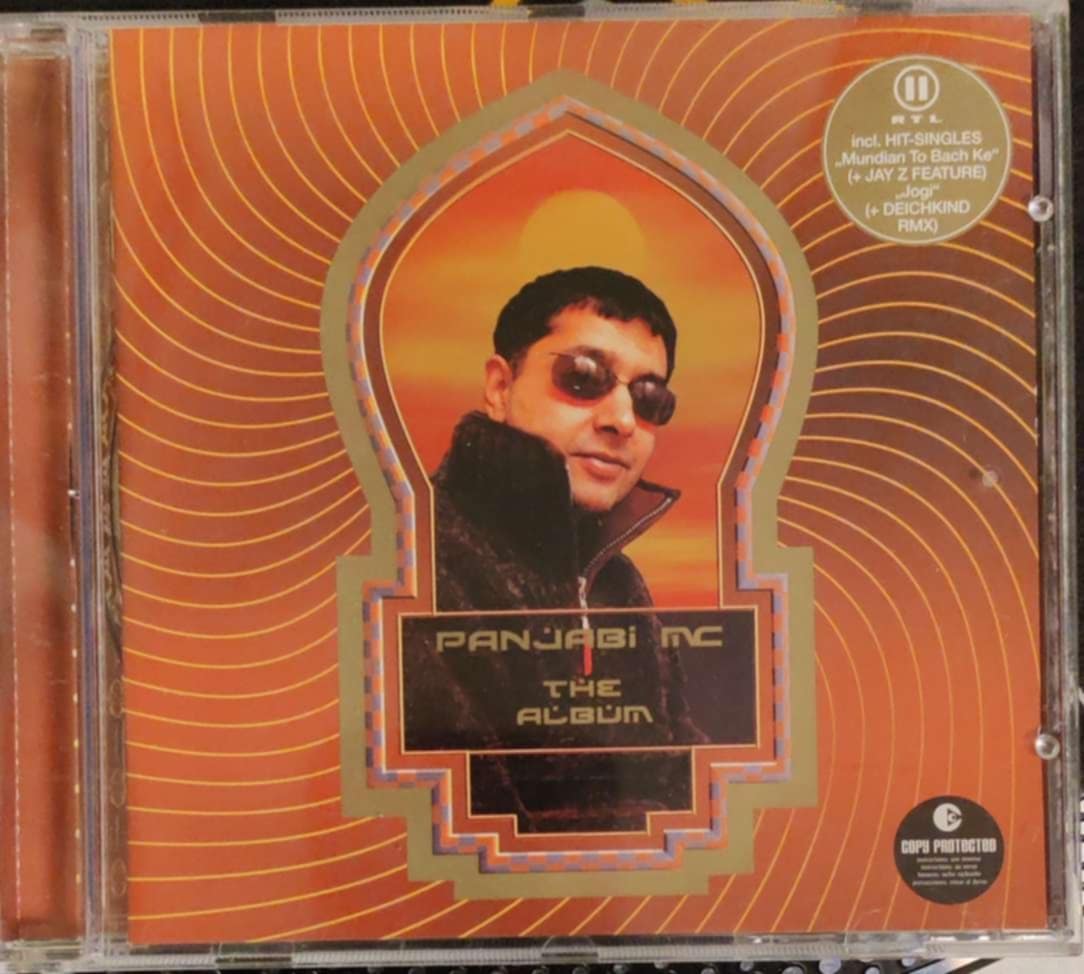 RTL
incl. HIT-SINGLES
„Mundian To Bach Ke“
(+ JAY Z FEATURE)
„Jogi“
(+ DEICHKIND
RMX)
PANJABi MC
THE
ALBUM
COPY PROTECTED